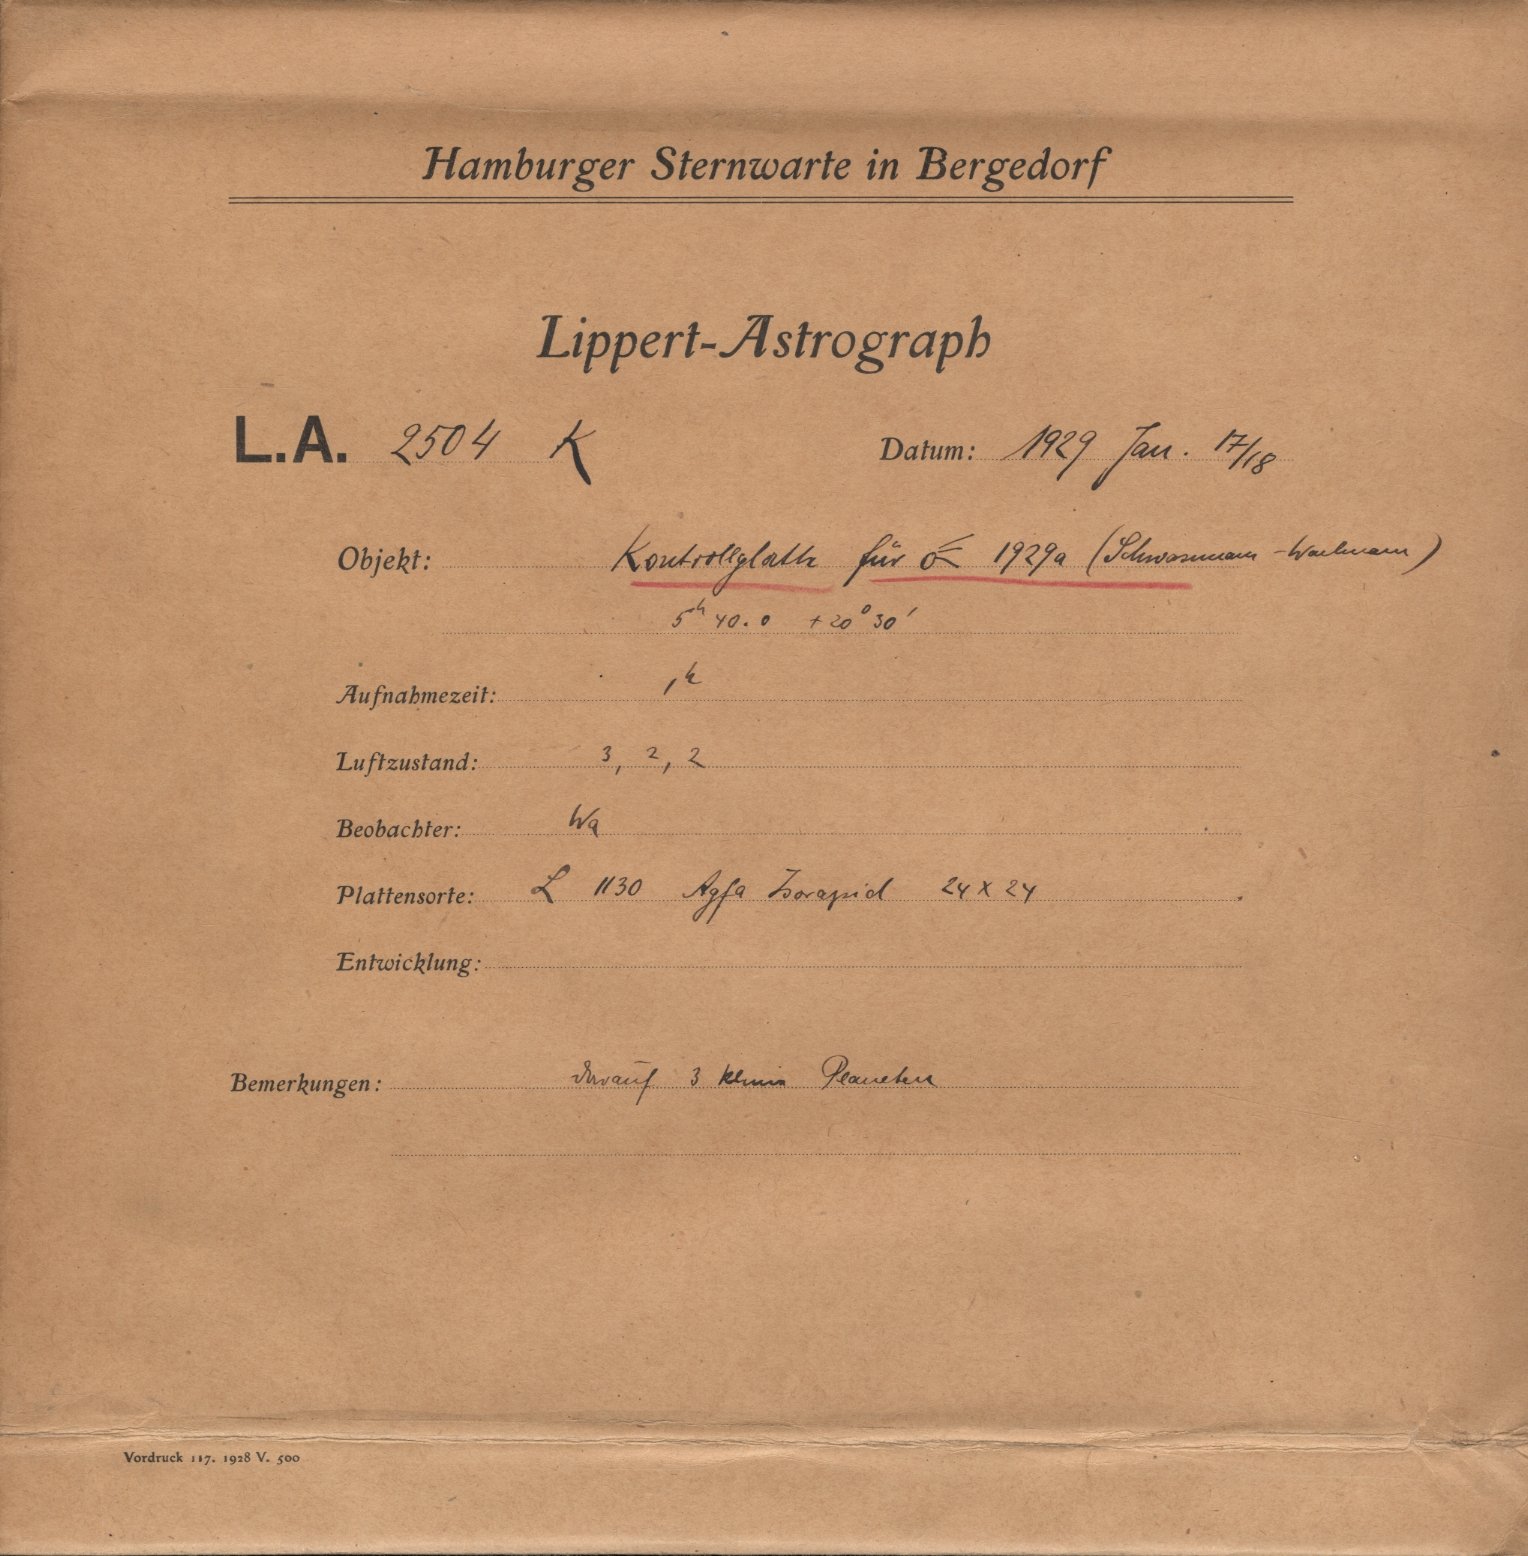 Hamburger Sternwarte in Bergedorf
Lippert-Astrograph
L.A. 2504 K Datum: 1929 Jan. 17/18
Objekt: Kontrollplatte für ☄ 1929a (Schwassmann-Wachmann)
5ʰ 40.0 +20° 30'
Aufnahmezeit: 1ʰ
Luftzustand: 3, 2, 2
Beobachter: Wa
Plattensorte: L 1130 Agfa Isorapid 24 x 24
Entwicklung:
Bemerkungen: darauf 3 kleine Planeten
Vordruck 117. 1928 V. 500